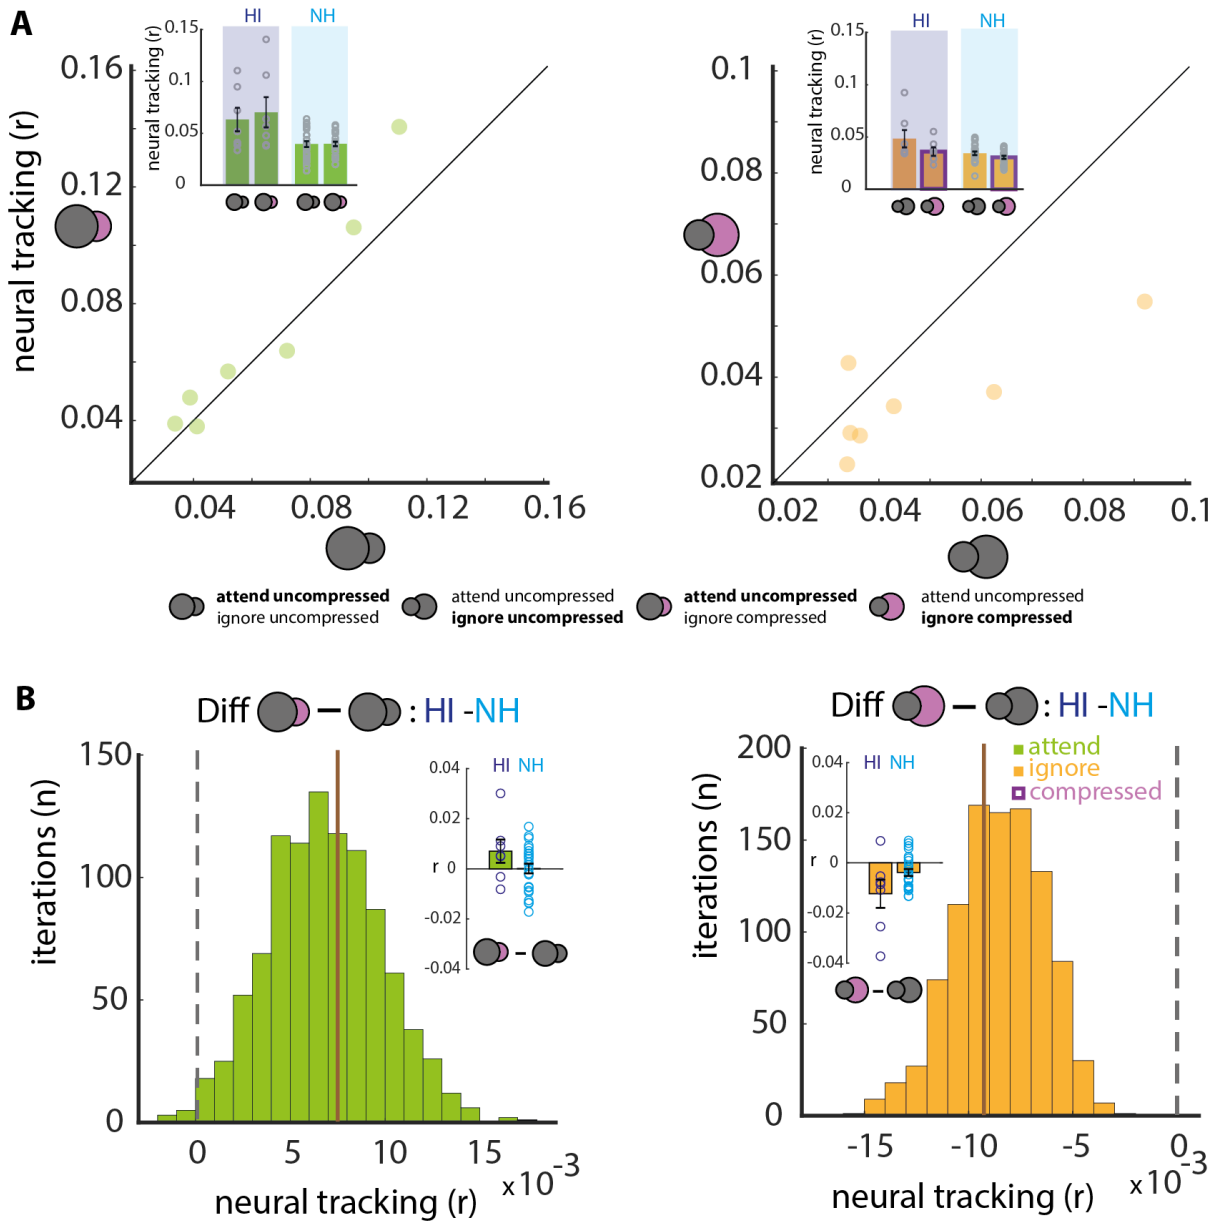 A
HI NH
0.15
0.1
0.05
0
neural tracking (r)
0.16
0.12
0.08
0.04
neural tracking (r)
0.04 0.08 0.12 0.16
HI NH
0.15
0.1
0.05
0
neural tracking (r)
0.1
0.08
0.06
0.04
0.02
0.02 0.04 0.06 0.08 0.1
attend uncompressed
ignore uncompressed
attend uncompressed
ignore uncompressed
attend uncompressed
ignore compressed
attend uncompressed
ignore compressed
B
Diff – : HI -NH
150
100
50
0
iterations (n)
0 5 10 15
x10-3
neural tracking (r)
HI NH
0.04
0.02
r 0
-0.02
-0.04
–
Diff – : HI -NH
attend
ignore
compressed
200
150
100
50
0
iterations (n)
-15 -10 -5 0
x10-3
neural tracking (r)
HI NH
0.04
0.02
r 0
-0.02
-0.04
–